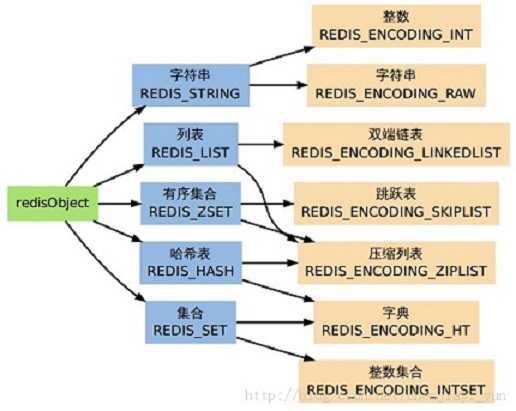 redisObject
字符串
REDIS_STRING
列表
REDIS_LIST
有序集合
REDIS_ZSET
哈希表
REDIS_HASH
集合
REDIS_SET
整数
REDIS_ENCODING_INT
字符串
REDIS_ENCODING_RAW
双端链表
REDIS_ENCODING_LINKEDLIST
跳跃表
REDIS_ENCODING_SKIPLIST
压缩列表
REDIS_ENCODING_ZIPLIST
字典
REDIS_ENCODING_HT
整数集合
REDIS_ENCODING_INTSET